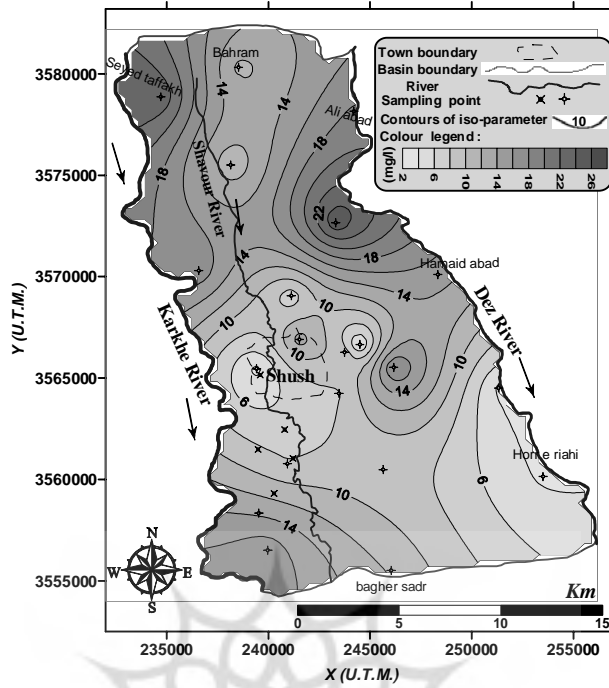 Town boundary
Basin boundary
River
Sampling point
Contours of iso-parameter 10
Colour legend :
(mg/l)
2 6 10 14 18 22 26
Seyed taffakh
Bahram
Ali abad
Hamaid abad
Shush
bagher sadr
Shavour River
Karkhe River
Dez River
14
14
18
18
22
18
14
14
10
10
10
10
14
6
6
10
14
N
W E
S
Km
0 5 10 15
3580000
3575000
3570000
3565000
3560000
3555000
Y (U.T.M.)
235000 240000 245000 250000 255000
X (U.T.M.)